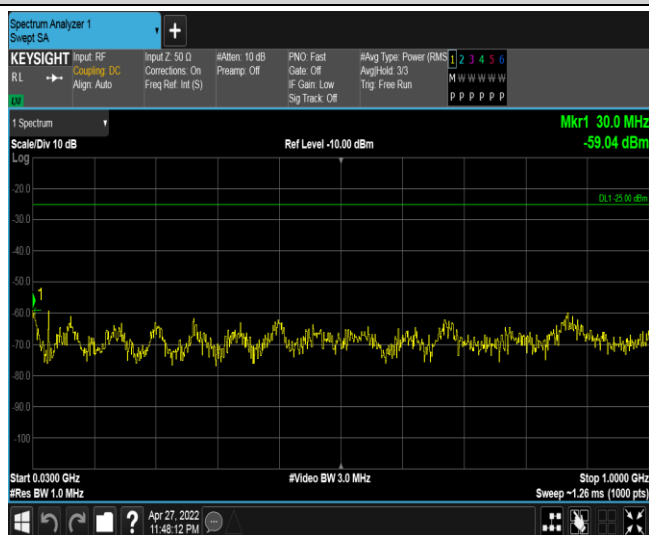 Spectrum Analyzer 1
Swept SA
KEYSIGHT
RL
Input: RF
Coupling: DC
Align: Auto
Input Z: 50 Ω
Corrections: On
Freq Ref: Int (S)
#Atten: 10 dB
Preamp: Off
PNO: Fast
Gate: Off
IF Gain: Low
Sig Track: Off
#Avg Type: Power (RMS
Avg|Hold: 3/3
Trig: Free Run
1 2 3 4 5 6
M W W W W W
P P P P P P
1 Spectrum
Scale/Div 10 dB
Ref Level -10.00 dBm
Mkr1 30.0 MHz
-59.04 dBm
Log
DL1 -25.00 dBm
-20.0
-30.0
-40.0
-50.0
1
-60.0
-70.0
-80.0
-90.0
-100
Start 0.0300 GHz
#Res BW 1.0 MHz
#Video BW 3.0 MHz
Stop 1.0000 GHz
Sweep ~1.26 ms (1000 pts)
?
Apr 27, 2022
11:48:12 PM